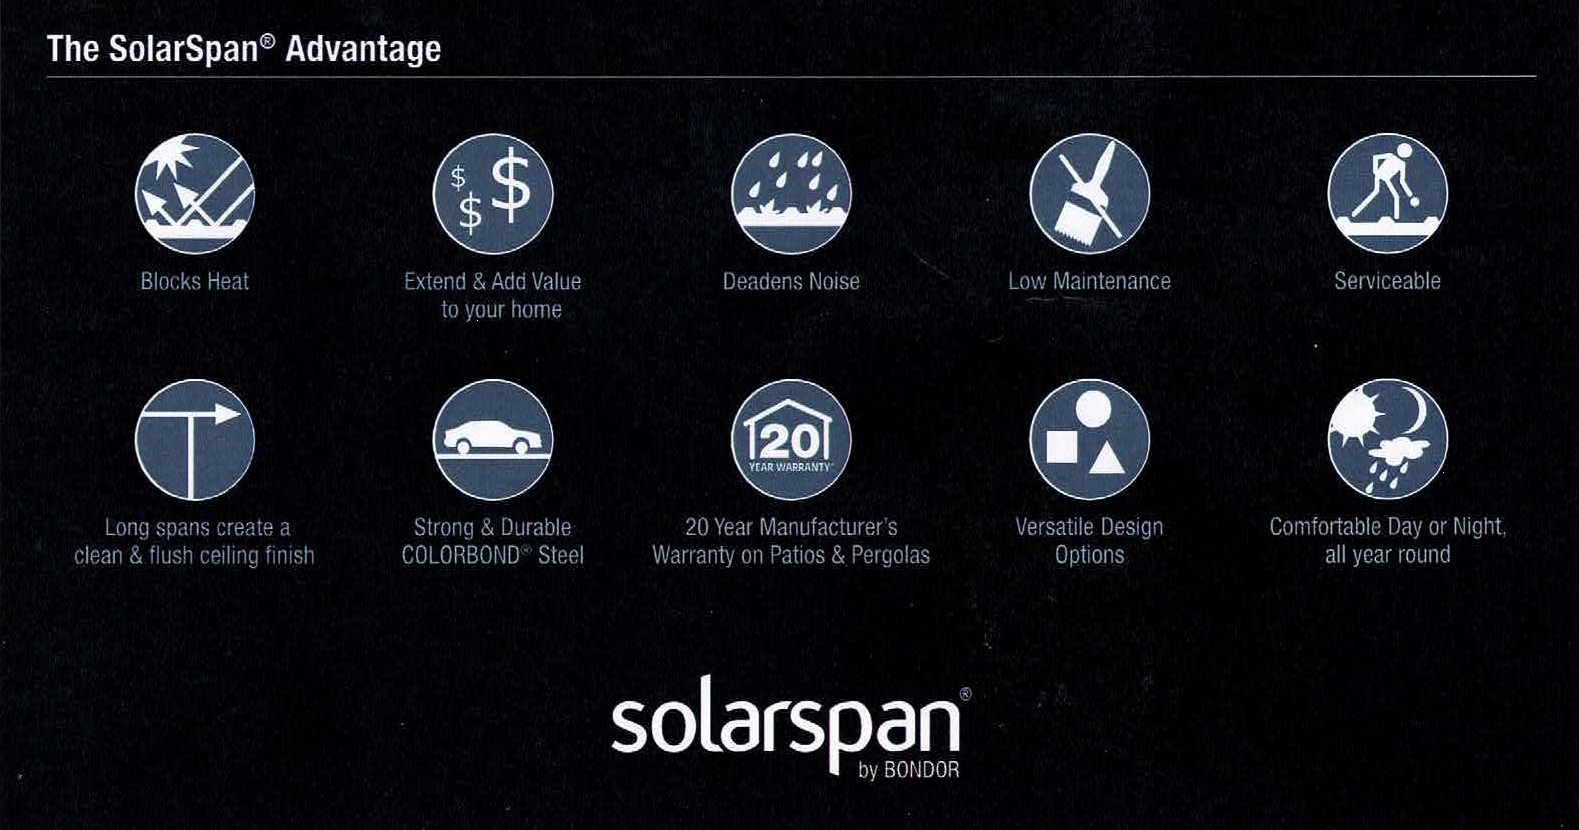 The SolarSpan® Advantage
$ $ $
Blocks Heat
Extend & Add Value
to your home
Deadens Noise
Low Maintenance
Serviceable
20
YEAR WARRANTY
Long spans create a
clean & flush ceiling finish
Strong & Durable
COLORBOND® Steel
20 Year Manufacturer's
Warranty on Patios & Pergolas
Versatile Design
Options
Comfortable Day or Night,
all year round
solarspan®
by BONDOR